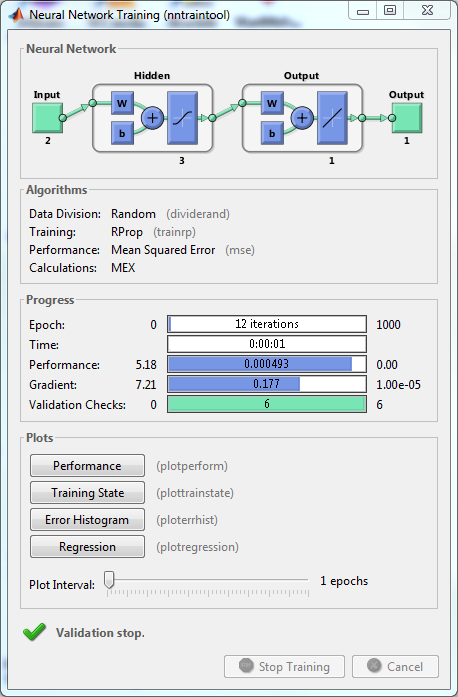 Neural Network Training (nntraintool)
Neural Network
Hidden
Output
Input
W
b
+
W
b
+
Output
2
3
1
1
Algorithms
Data Division: Random (dividerand)
Training: RProp (trainrp)
Performance: Mean Squared Error (mse)
Calculations: MEX
Progress
Epoch: 0 12 iterations 1000
Time: 0:00:01
Performance: 5.18 0.000493 0.00
Gradient: 7.21 0.177 1.00e-05
Validation Checks: 0 6 6
Plots
Performance (plotperform)
Training State (plottrainstate)
Error Histogram (ploterrhist)
Regression (plotregression)
Plot Interval: 1 epochs
Validation stop.
Stop Training Cancel